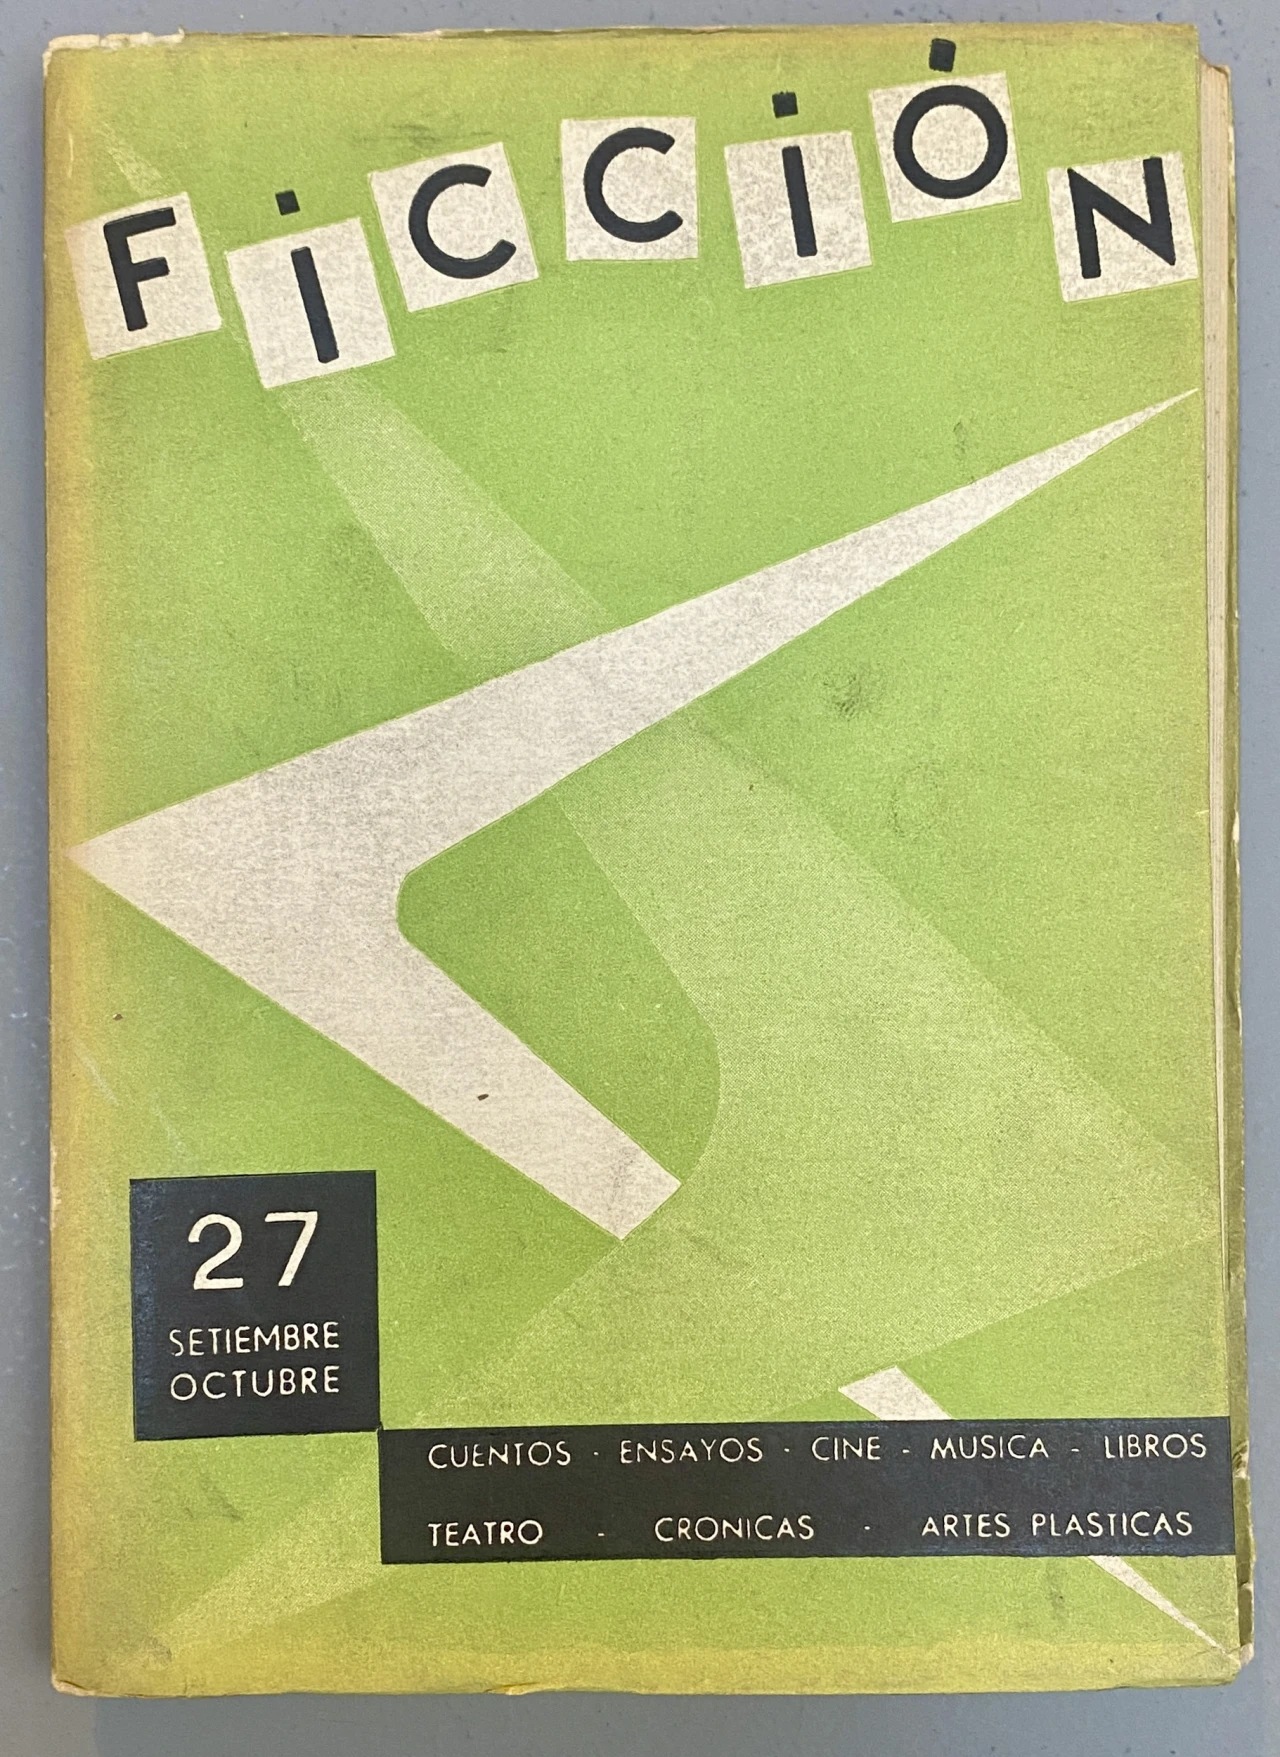 FiCCiÓN
27
SETIEMBRE
OCTUBRE
CUENTOS - ENSAYOS - CINE - MUSICA - LIBROS
TEATRO - CRONICAS - ARTES PLASTICAS